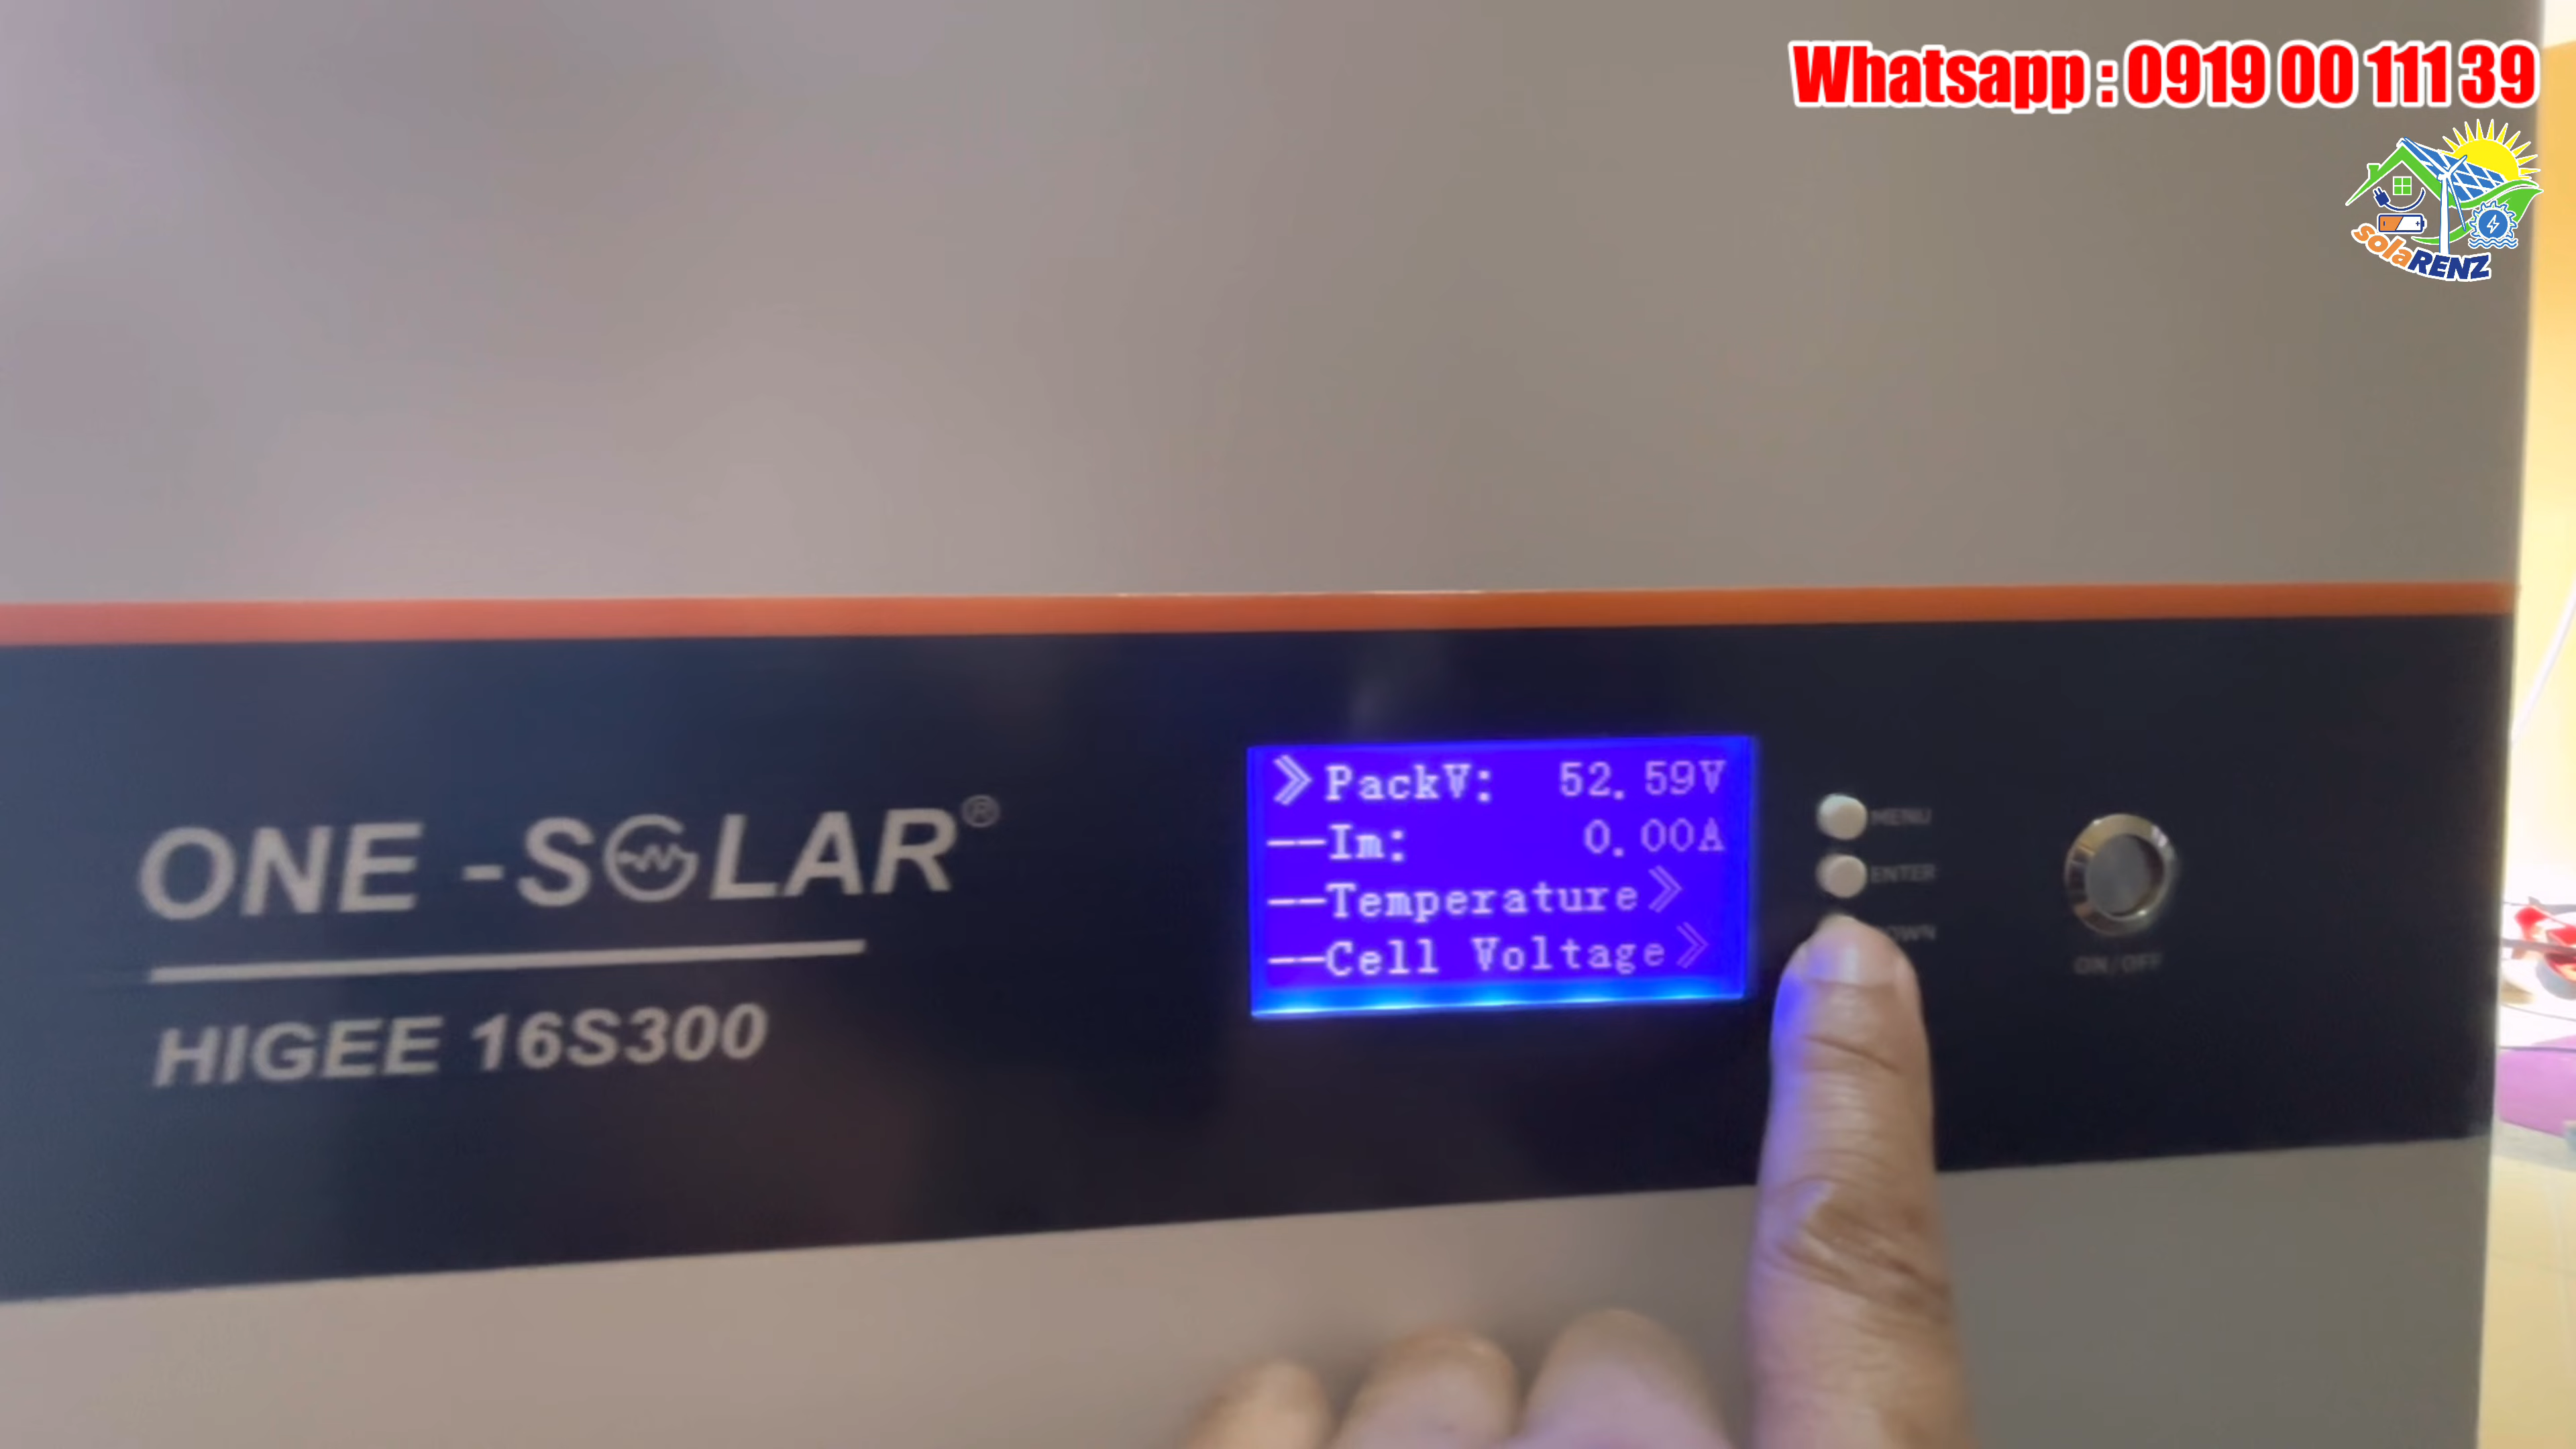 Whatsapp : 0919 00 111 39
solaRENZ
ONE -SOLAR®
HIGEE 16S300
PackV: 52.59V
--In: 0.00A
--Temperature
--Cell Voltage
MENU
ENTER
ON/OFF